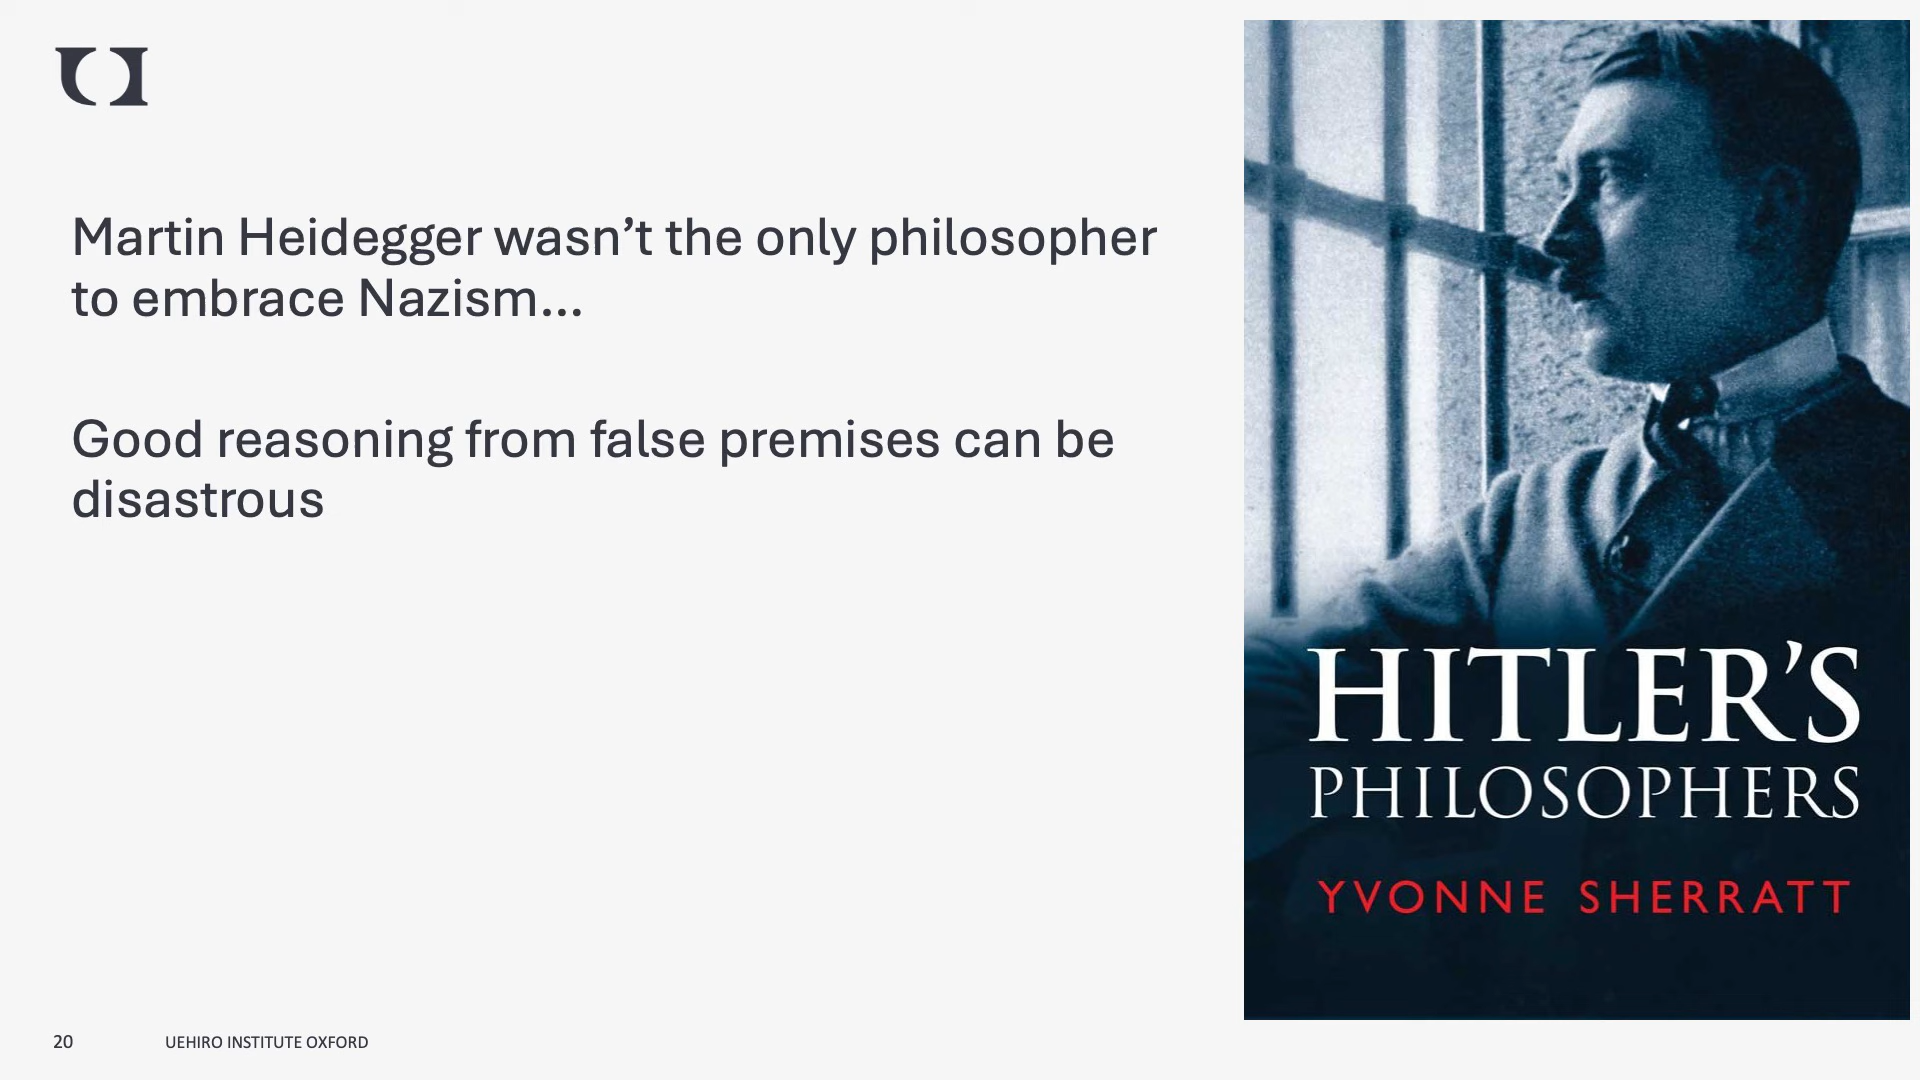 Martin Heidegger wasn’t the only philosopher
to embrace Nazism…
Good reasoning from false premises can be
disastrous
HITLER’S
PHILOSOPHERS
YVONNE SHERRATT
20
UEHIRO INSTITUTE OXFORD